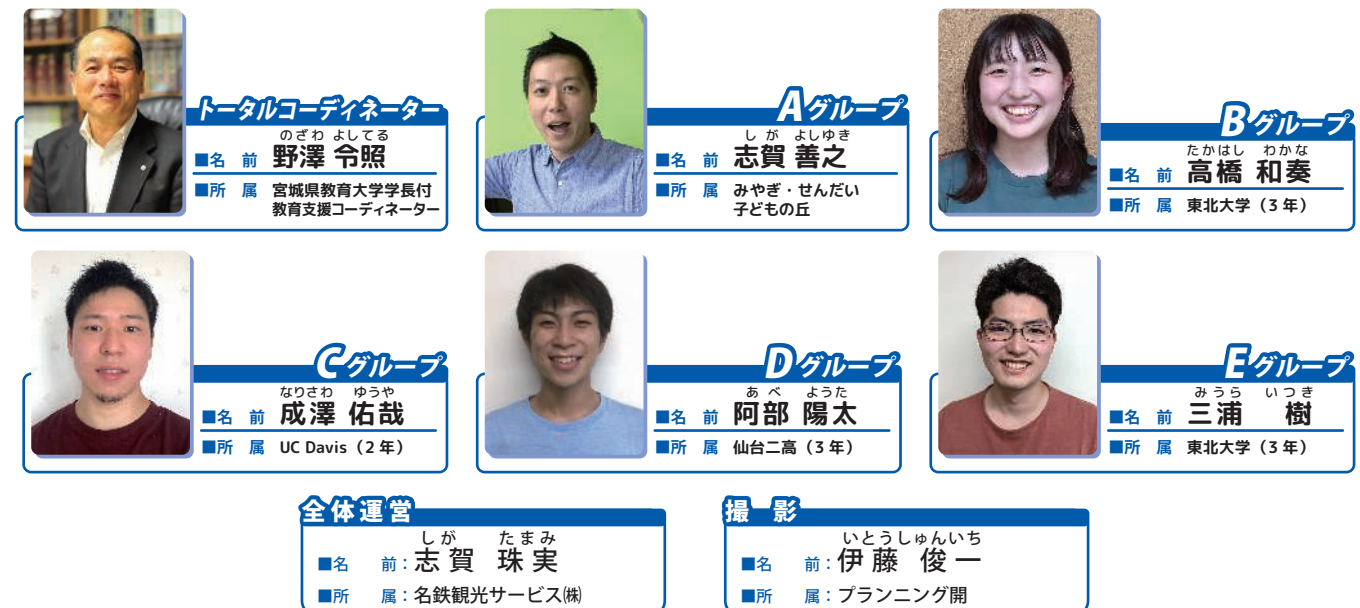 トータルコーディネーター
のざわ よしてる
■名 前 野澤 令照
■所 属 宮城県教育大学学長付
教育支援コーディネーター
Aグループ
しが よしゆき
■名 前 志賀 善之
■所 属 みやぎ・せんだい
子どもの丘
Bグループ
たかはし わかな
■名 前 高橋 和奏
■所 属 東北大学（3年）
Cグループ
なりさわ ゆうや
■名 前 成澤 佑哉
■所 属 UC Davis（2年）
Dグループ
あべ ようた
■名 前 阿部 陽太
■所 属 仙台二高（3年）
Eグループ
みうら いつき
■名 前 三浦 樹
■所 属 東北大学（3年）
全体運営
しが たまみ
■名 前：志賀 珠実
■所 属：名鉄観光サービス㈱
撮 影
いとうしゅんいち
■名 前：伊藤 俊一
■所 属：プランニング開